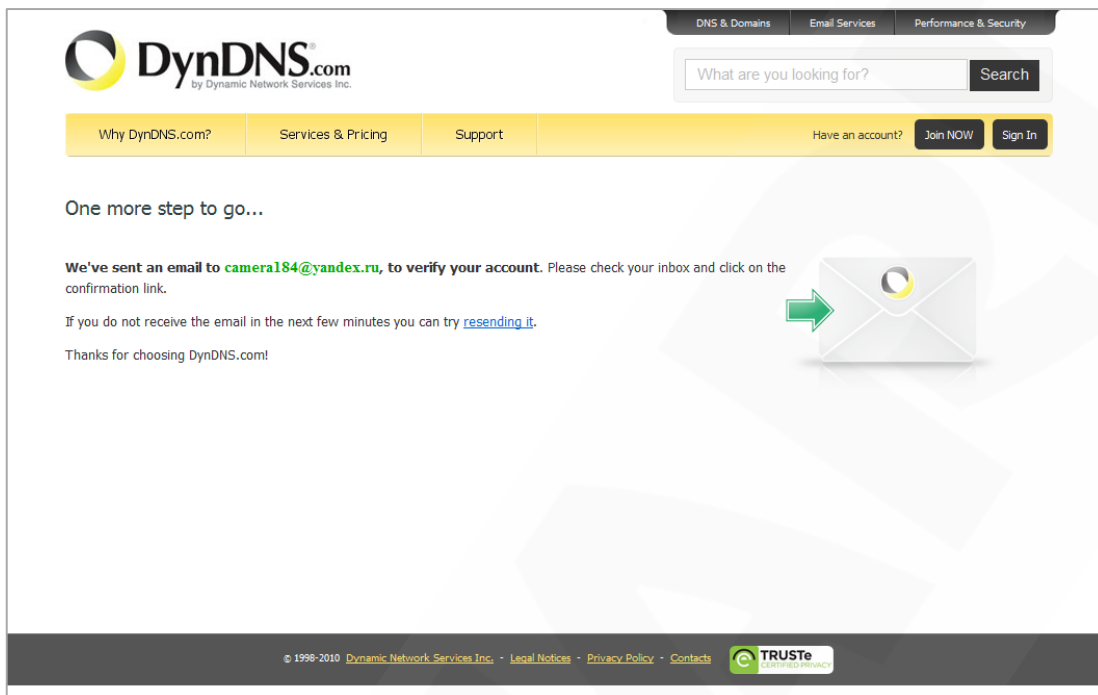 DNS & Domains Email Services Performance & Security
DynDNS.com
by Dynamic Network Services Inc.
What are you looking for? Search
Why DynDNS.com? Services & Pricing Support Have an account? Join NOW Sign In
One more step to go...
We've sent an email to camera184@yandex.ru, to verify your account. Please check your inbox and click on the
confirmation link.
If you do not receive the email in the next few minutes you can try resending it.
Thanks for choosing DynDNS.com!
© 1998-2010 Dynamic Network Services Inc. - Legal Notices - Privacy Policy - Contacts TRUSTe
CERTIFIED PRIVACY